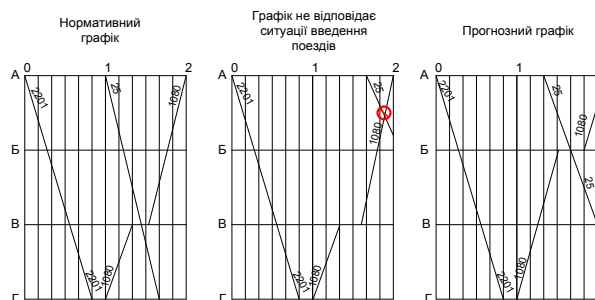 Нормативний
графік
Графік не відповідає
ситуації введення
поездів
Прогнозний графік
0 1 2
0 1 2
0 1
А
Б
В
Г
2201
25
1080
2201
1080
А
Б
В
Г
2201
25
1080
2201
1080
А
Б
В
Г
2201
25
1080
25
2201
1080